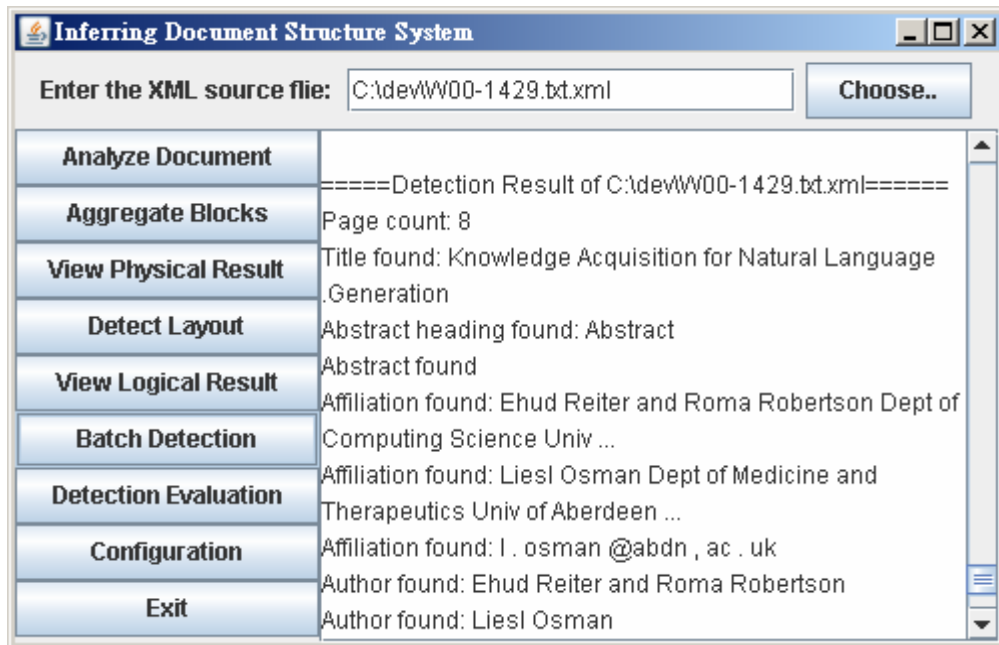 Inferring Document Structure System
Enter the XML source flie: C:\dev\W00-1429.txt.xml Choose..
Analyze Document
Aggregate Blocks
View Physical Result
Detect Layout
View Logical Result
Batch Detection
Detection Evaluation
Configuration
Exit
=====Detection Result of C:\dev\W00-1429.txt.xml======
Page count: 8
Title found: Knowledge Acquisition for Natural Language
.Generation
Abstract heading found: Abstract
Abstract found
Affiliation found: Ehud Reiter and Roma Robertson Dept of
Computing Science Univ ...
Affiliation found: Liesl Osman Dept of Medicine and
Therapeutics Univ of Aberdeen ...
Affiliation found: l . osman @abdn , ac . uk
Author found: Ehud Reiter and Roma Robertson
Author found: Liesl Osman